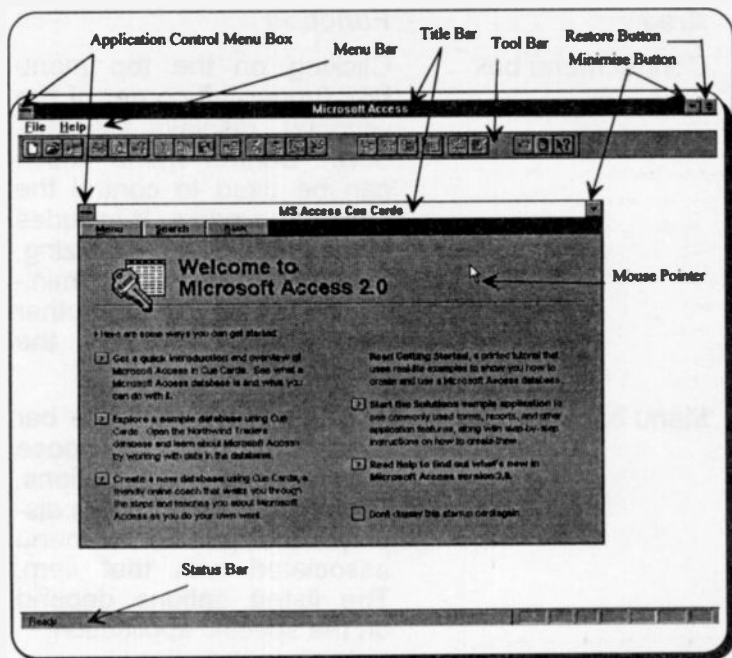 Application Control Menu Box
Menu Bar
Title Bar
Tool Bar
Restore Button
Minimise Button
Microsoft Access
File Help
MS Access Cue Cards
Menu Search
Welcome to
Microsoft Access 2.0
Mouse Pointer
Here are some ways you can get started:
Get a quick introduction and overview of
Microsoft Access in Cue Cards. See what a
Microsoft Access database is and what you
can do with it.
Explore a sample database using Cue
Cards. Open the Northwind Traders
database and learn about Microsoft Access
by working with data in the database.
Create a new database using Cue Cards, a
friendly online coach that walks you through
the steps and teaches you about Microsoft
Access as you do your own work.
Read Getting Started, a printed tutorial that
uses real-life examples to show you how to
create and use a Microsoft Access database.
Start the Solutions sample application to
see commonly used forms, reports, and other
application features, along with step-by-step
instructions on how to create them.
Read Help to find out what's new in
Microsoft Access version 2.0.
Don't display this startup card again.
Status Bar
Ready